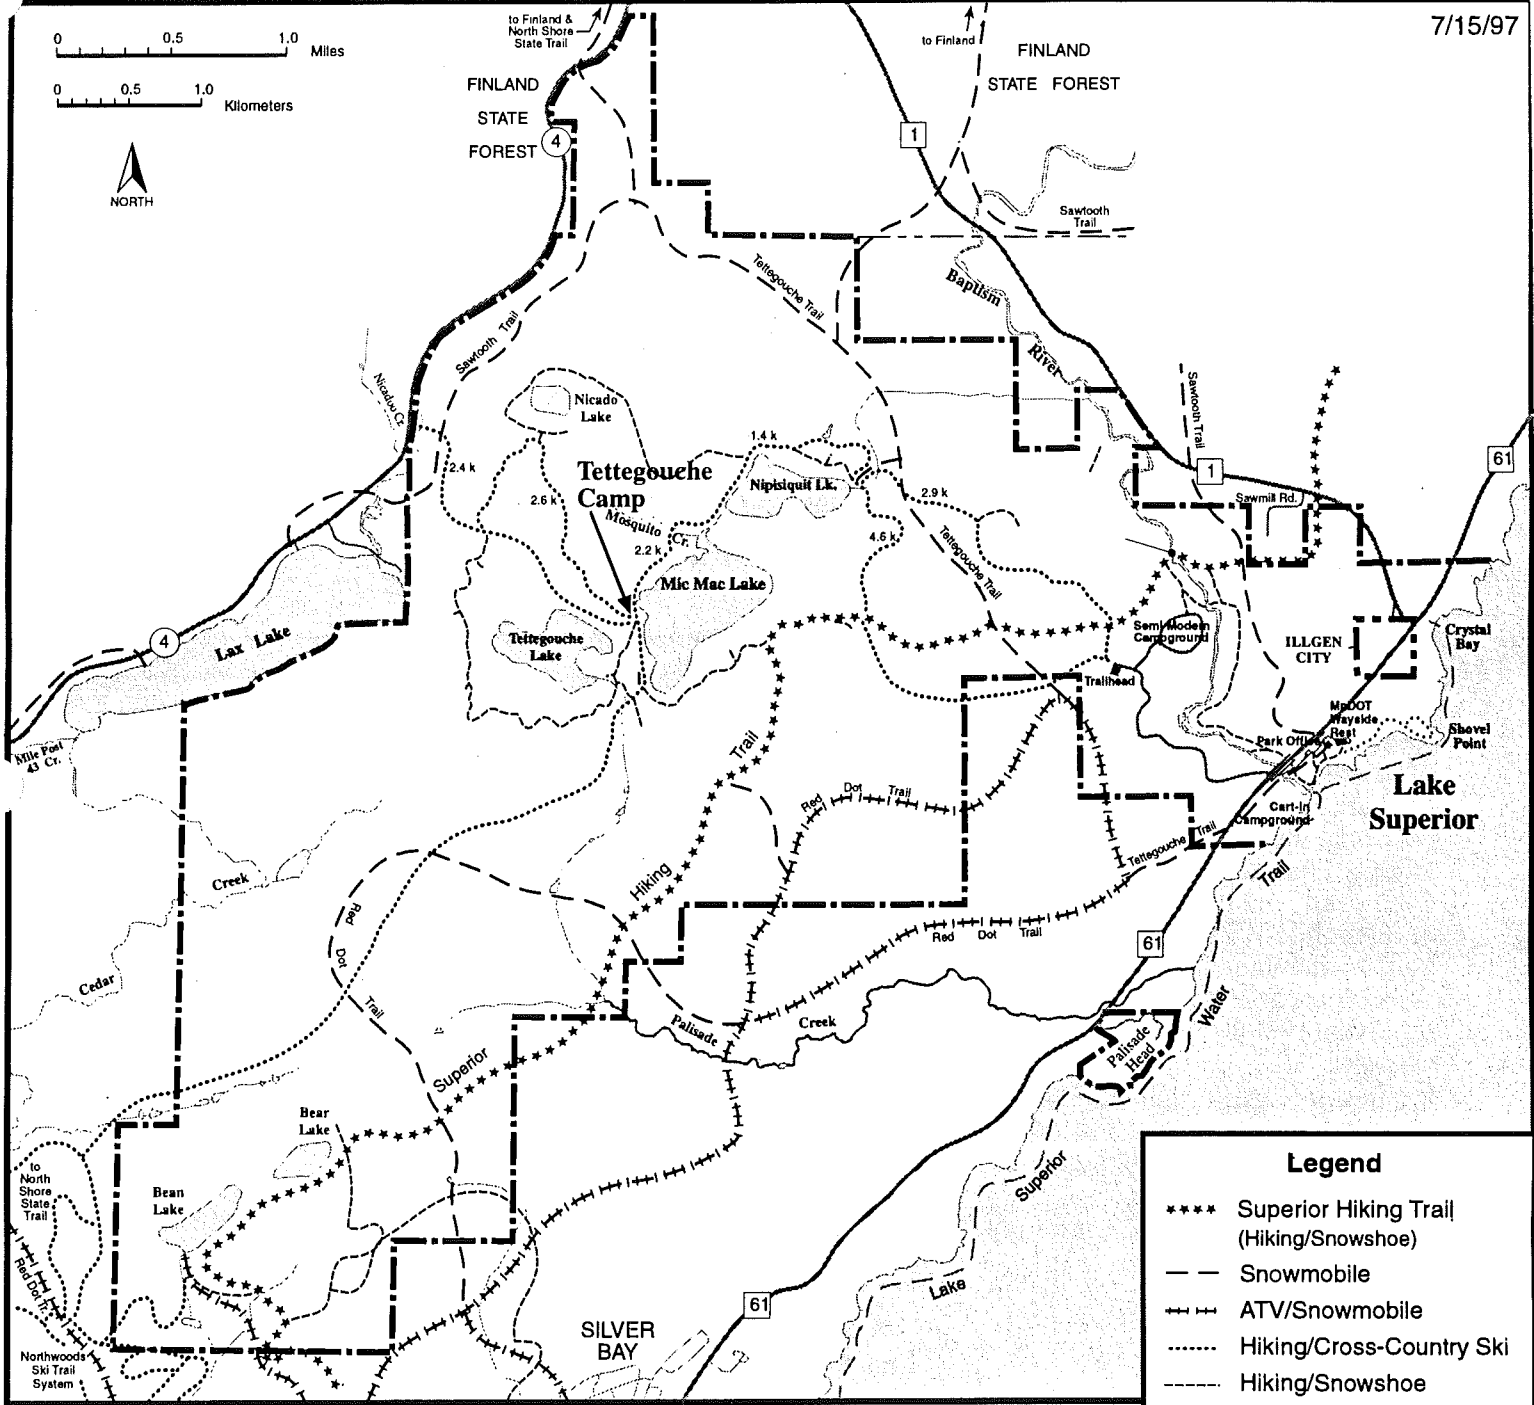 7/15/97
0 0.5 1.0 Miles
0 0.5 1.0 Kilometers
NORTH
to Finland &
North Shore
State Trail
FINLAND
STATE
FOREST
4
to Finland
FINLAND
STATE FOREST
1
Sawtooth
Trail
Tettegouche Trail
Baptism
River
Sawtooth Trail
Nicadoo Cr.
Nicado
Lake
Sawtooth Trail
1
61
Sawmill Rd.
2.4 k
2.6 k
1.4 k
2.9 k
4.6 k
2.2 k
Tettegouche
Camp
Mosquito
Cr.
Nipisiquit Lk.
Mic Mac Lake
Tettegouche Trail
Tettegouche
Lake
Semi-Modern
Campground
Trailhead
ILLGEN
CITY
Crystal
Bay
4
Lax Lake
Mile Post
43 Cr.
MnDOT
Wayside
Rest
Park Office
Shovel
Point
Lake
Superior
Cart-in
Campground
Trail
Red Dot Trail
Tettegouche Trail
Trail
Hiking
Creek
Cedar
Red
Dot
Trail
Red Dot Trail
61
Water
Palisade
Creek
Palisade
Head
Superior
Bear
Lake
Bean
Lake
to
North
Shore
State
Trail
Red Dot Tr.
Superior
Lake
61
SILVER
BAY
Northwoods
Ski Trail
System
Legend
Superior Hiking Trail
(Hiking/Snowshoe)
Snowmobile
ATV/Snowmobile
Hiking/Cross-Country Ski
Hiking/Snowshoe